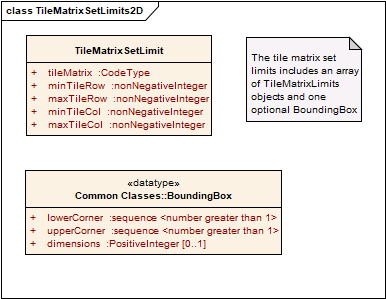 class TileMatrixSetLimits2D
TileMatrixSetLimit
+ tileMatrix :CodeType
+ minTileRow :nonNegativeInteger
+ maxTileRow :nonNegativeInteger
+ minTileCol :nonNegativeInteger
+ maxTileCol :nonNegativeInteger
The tile matrix set
limits includes an array
of TileMatrixLimits
objects and one
optional BoundingBox
«datatype»
Common Classes::BoundingBox
+ lowerCorner :sequence <number greater than 1>
+ upperCorner :sequence <number greater than 1>
+ dimensions :PositiveInteger [0..1]